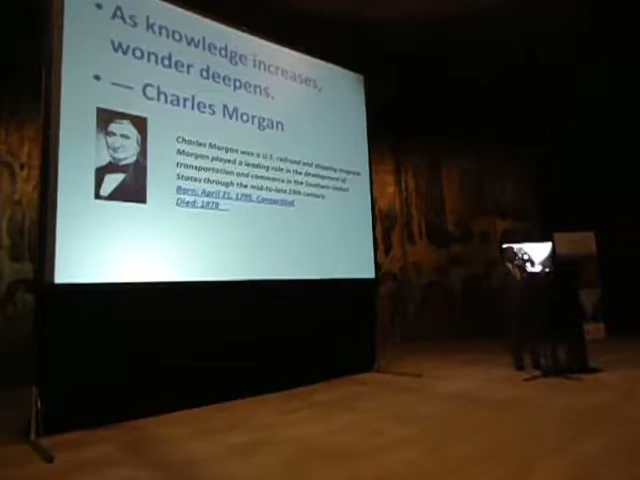 • As knowledge increases,
wonder deepens.
• — Charles Morgan
Charles Morgan was a U.S. railroad and shipping magnate.
Morgan played a leading role in the development of
transportation and commerce in the Southern United
States through the mid-to-late 19th century.
Born: April 21, 1795, Connecticut
Died: 1878